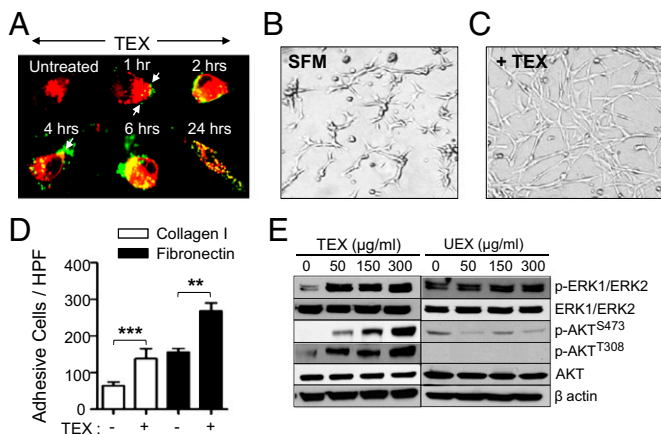 A
TEX
Untreated 1 hr 2 hrs
4 hrs 6 hrs 24 hrs
B
SFM
C
+ TEX
D
Collagen I
Fibronectin
Adhesive Cells / HPF
400
300
200
100
0
***
**
TEX : - + - +
E
TEX (µg/ml) UEX (µg/ml)
0 50 150 300 0 50 150 300
p-ERK1/ERK2
ERK1/ERK2
p-AKTS473
p-AKTT308
AKT
β actin